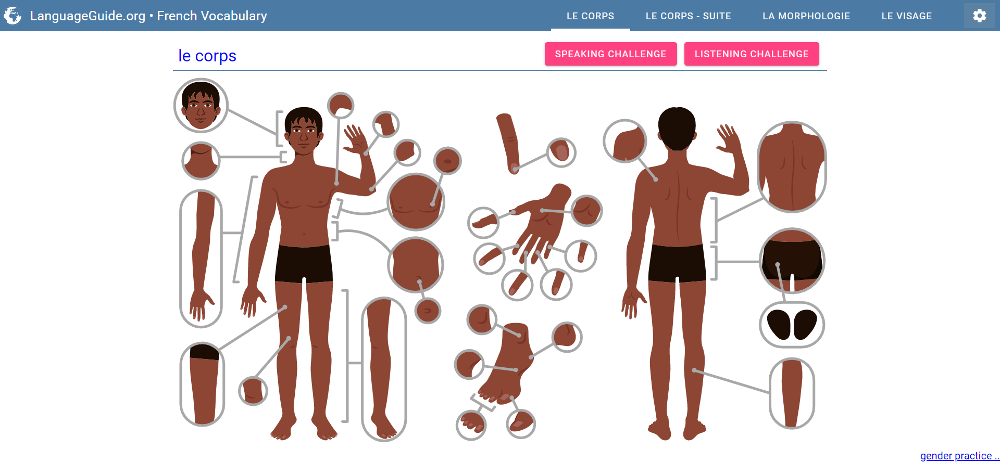 LanguageGuide.org • French Vocabulary
LE CORPS
LE CORPS - SUITE
LA MORPHOLOGIE
LE VISAGE
le corps
SPEAKING CHALLENGE
LISTENING CHALLENGE
gender practice ..